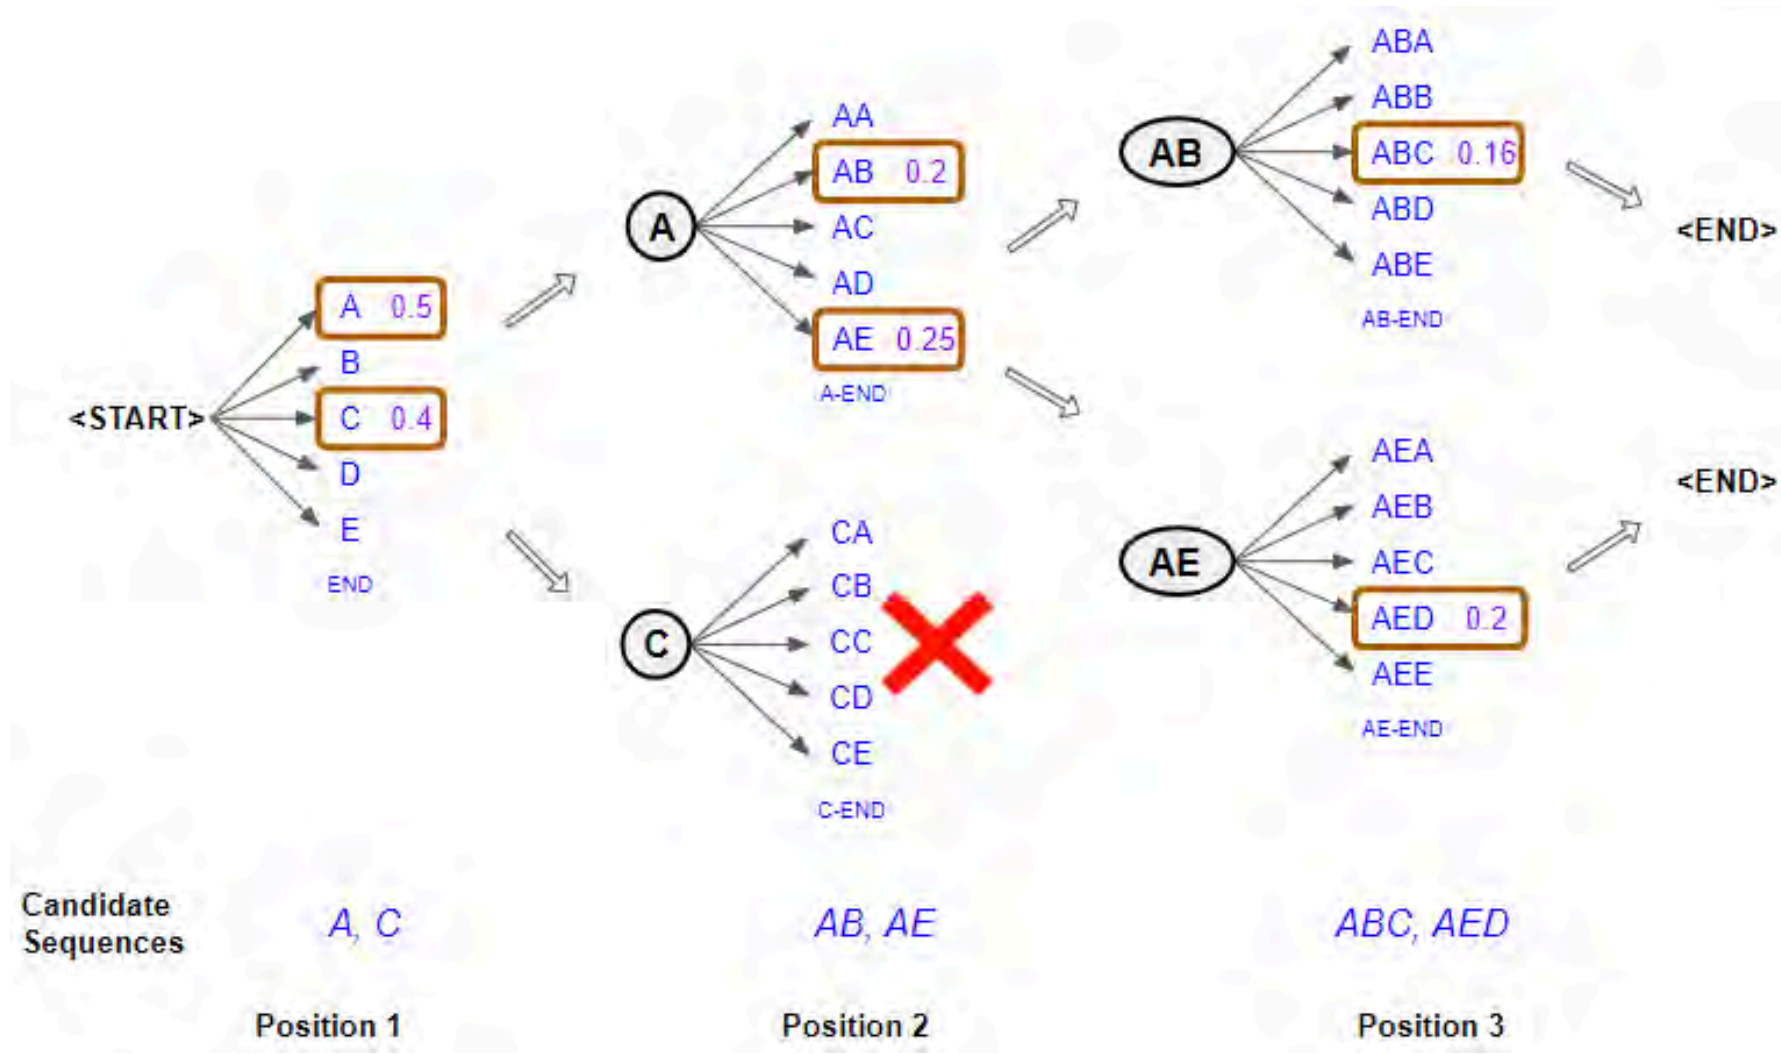 <START>
A 0.5
B
C 0.4
D
E
END
A
AA
AB 0.2
AC
AD
AE 0.25
A-END
C
CA
CB
CC
CD
CE
C-END
AB
ABA
ABB
ABC 0.16
ABD
ABE
AB-END
<END>
AE
AEA
AEB
AEC
AED 0.2
AEE
AE-END
<END>
Candidate
Sequences
A, C
AB, AE
ABC, AED
Position 1
Position 2
Position 3